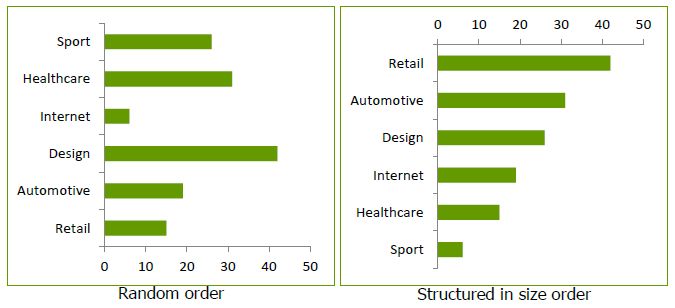 Sport
Healthcare
Internet
Design
Automotive
Retail
0 10 20 30 40 50
Random order
0 10 20 30 40 50
Retail
Automotive
Design
Internet
Healthcare
Sport
Structured in size order